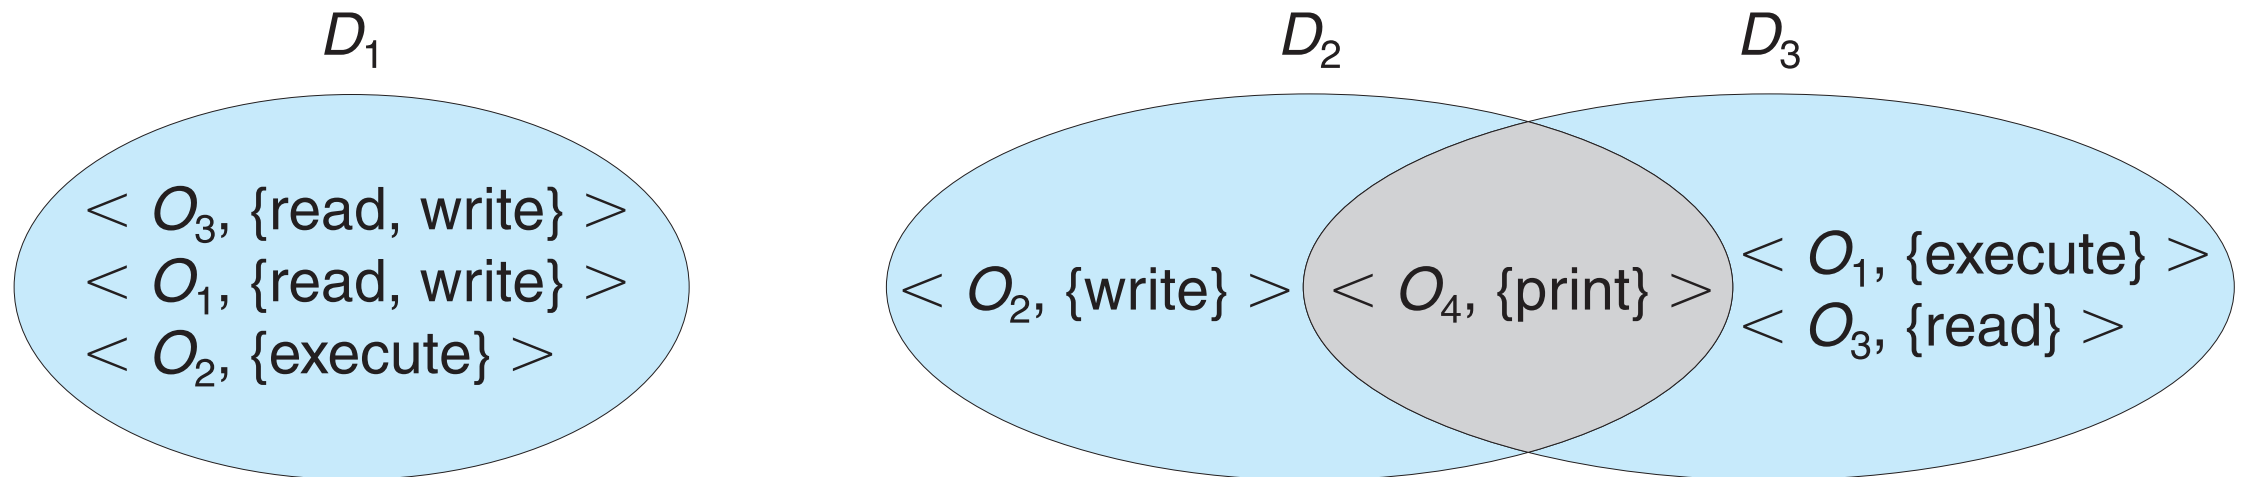 D₁
< O₃, {read, write} >
< O₁, {read, write} >
< O₂, {execute} >
D₂
D₃
< O₂, {write} >
< O₄, {print} >
< O₁, {execute} >
< O₃, {read} >